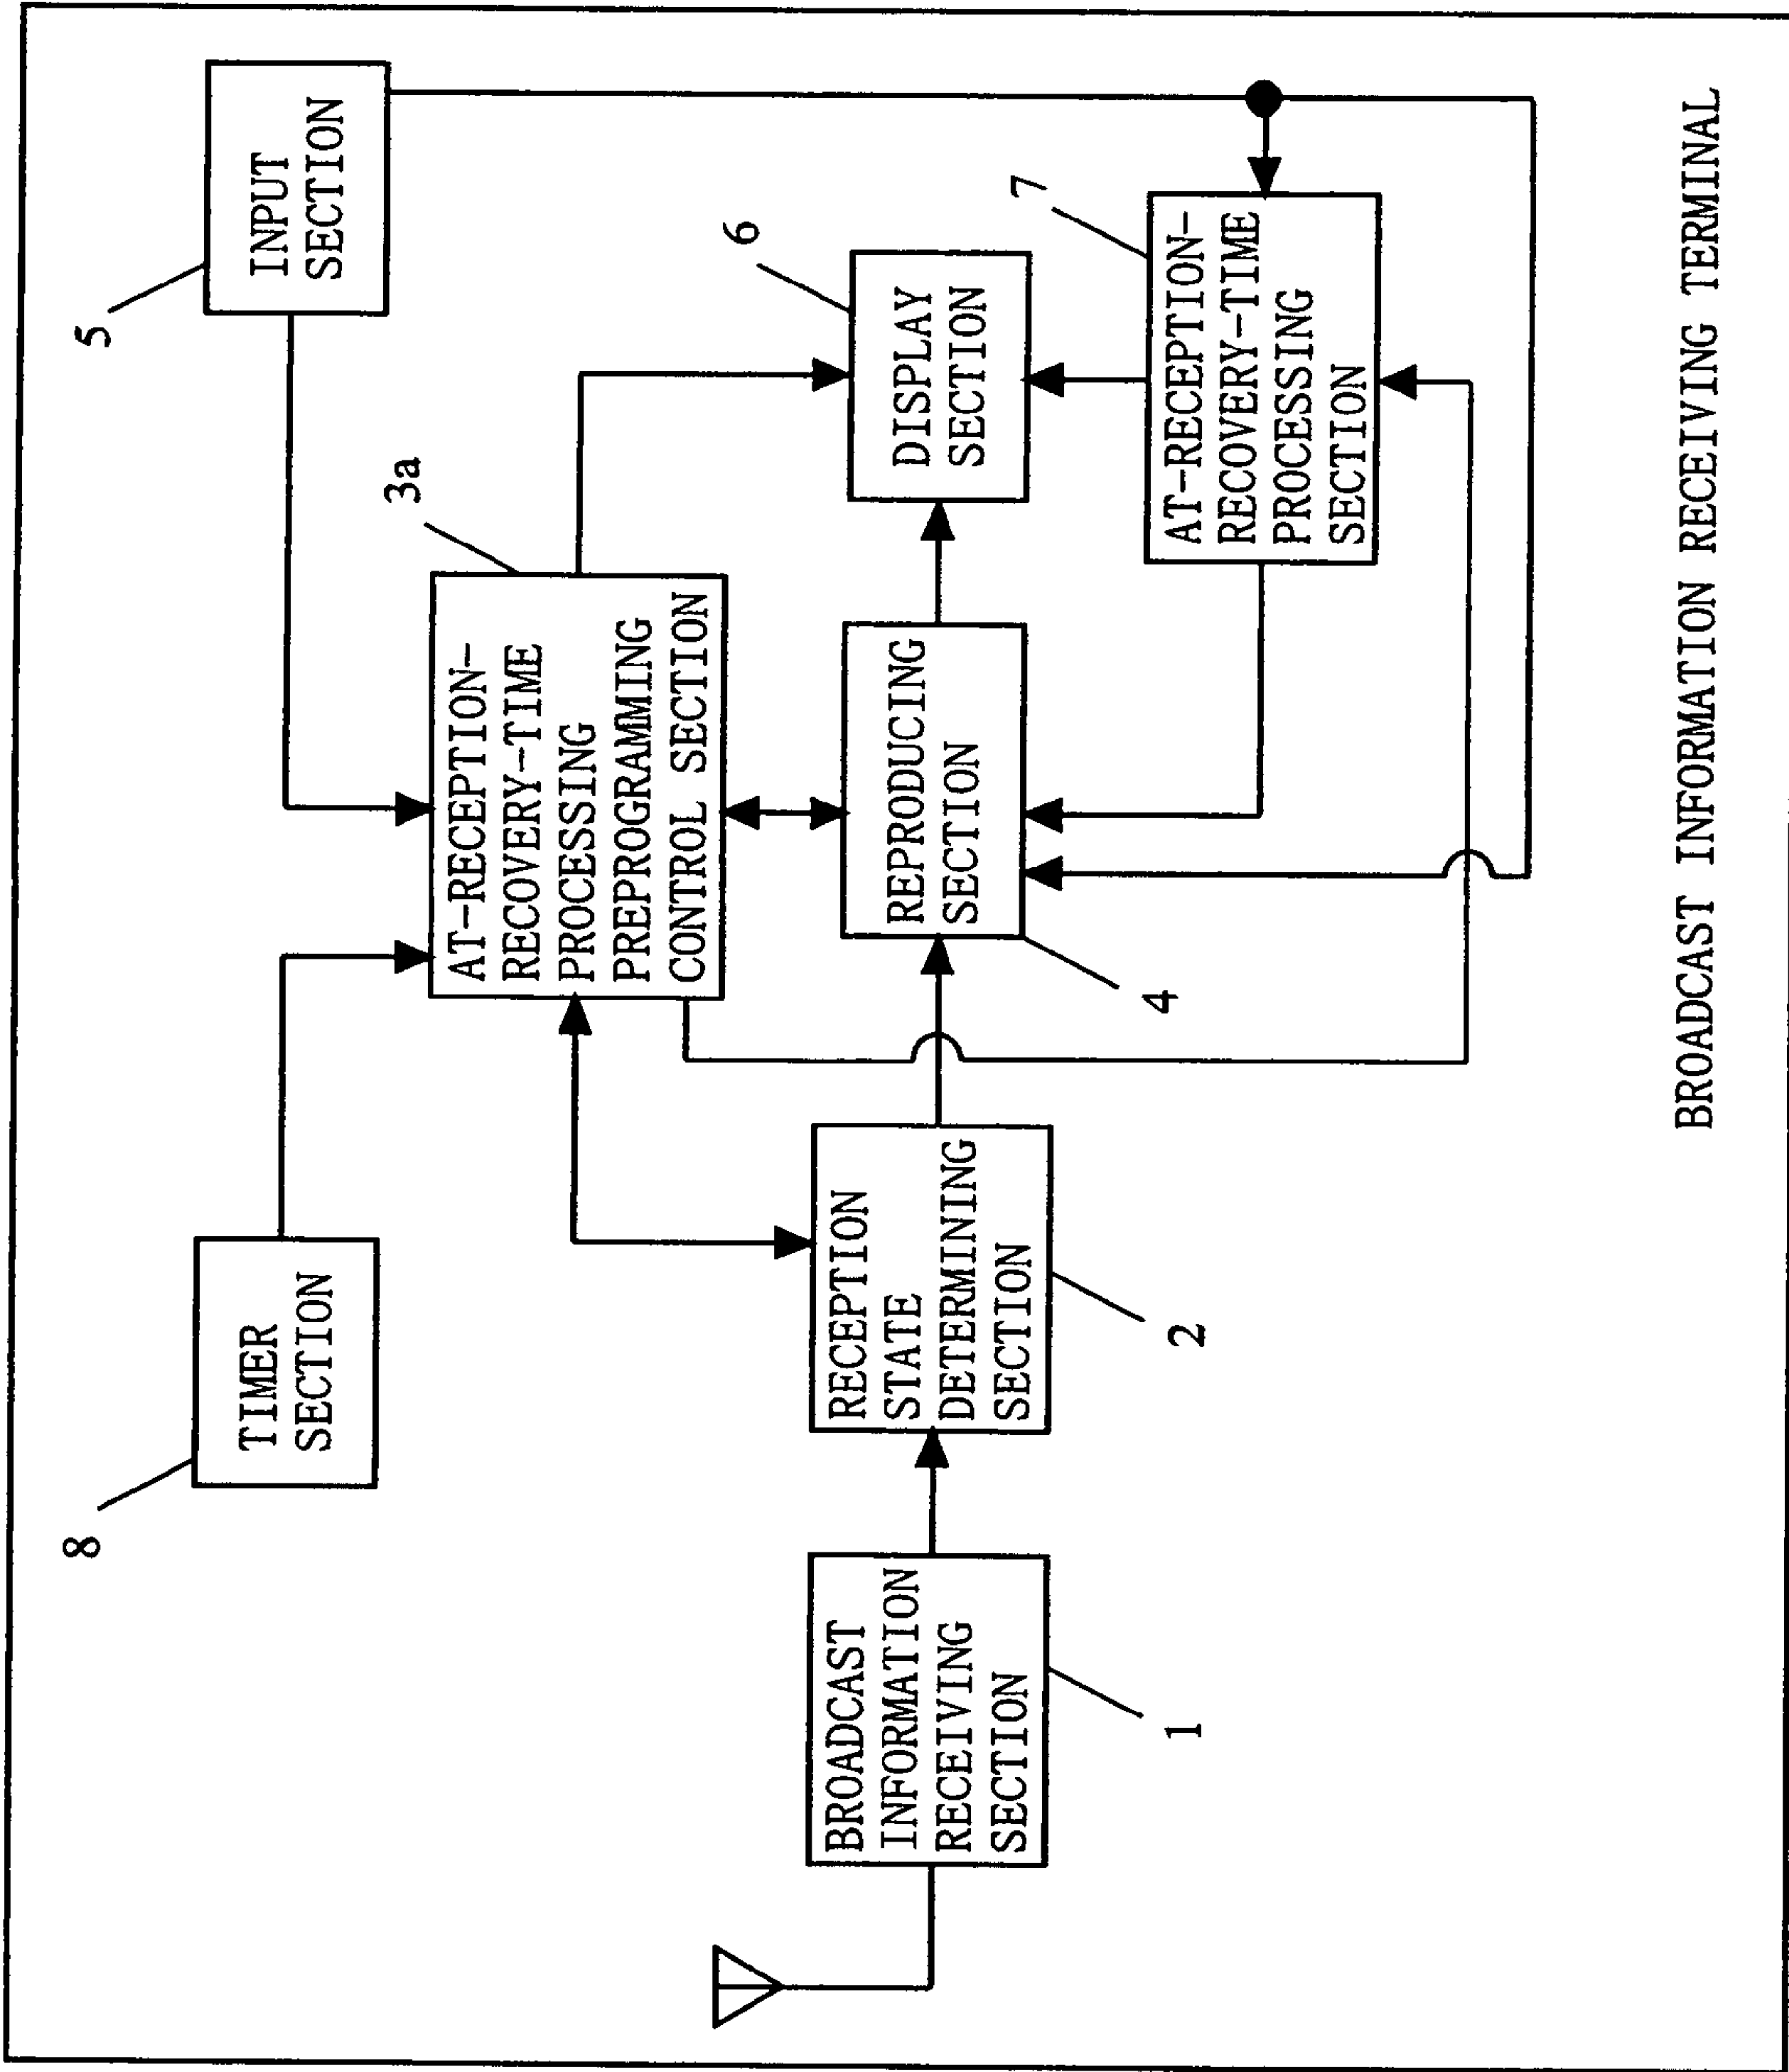 8
TIMER
SECTION
5
INPUT
SECTION
3a
AT-RECEPTION-
RECOVERY-TIME
PROCESSING
PREPROGRAMING
CONTROL SECTION
6
DISPLAY
SECTION
BROADCAST
INFORMATION
RECEIVING
SECTION
1
RECEPTION
STATE
DETERMINING
SECTION
2
REPRODUCING
SECTION
4
7
AT-RECEPTION-
RECOVERY-TIME
PROCESSING
SECTION
BROADCAST INFORMATION RECEIVING TERMINAL